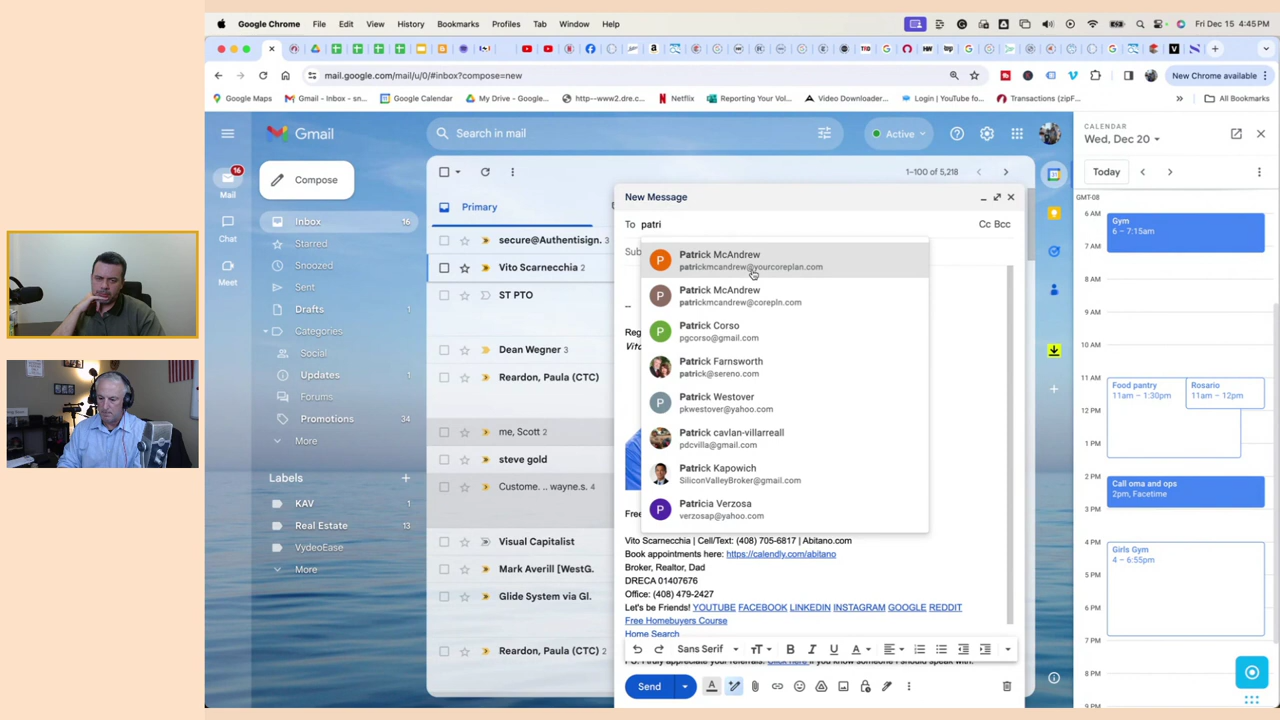 Google Chrome File Edit View History Bookmarks Profiles Tab Window Help Fri Dec 15 4:45PM
mail.google.com/mail/u/0/#inbox?compose=new New Chrome available
Google Maps Gmail - Inbox - sn... Google Calendar My Drive - Google... http--www2.dre.c... Netflix Reporting Your Vol... Video Downloader... Login | YouTube fo... Transactions (zipF... » All Bookmarks
Gmail
Search in mail
Active
16
Mail
Chat
Meet
Compose
Inbox 16
Starred
Snoozed
Sent
Drafts 1
Categories
Social
Updates 1
Forums
Promotions 34
More
Labels +
KAV 1
Real Estate 13
VydeoEase
More
1–100 of 5,218
Primary
secure@Authentisign. 3
Vito Scarnecchia 2
ST PTO
Dean Wegner 3
Reardon, Paula (CTC)
me, Scott 2
steve gold
Custome. .. wayne.s. 4
Visual Capitalist
Mark Averill [WestG.
Glide System via Gl.
Reardon, Paula (CTC) 2
New Message
To patri Cc Bcc
Sub
Patrick McAndrew
patrickmcandrew@yourcoreplan.com
Patrick McAndrew
patrickmcandrew@corepln.com
Patrick Corso
pgcorso@gmail.com
Patrick Farnsworth
patrick@sereno.com
Patrick Westover
pkwestover@yahoo.com
Patrick cavlan-villarreall
pdcvilla@gmail.com
Patrick Kapowich
SiliconValleyBroker@gmail.com
Patricia Verzosa
verzosap@yahoo.com
--
Reg
Vito
Free
Vito Scarnecchia | Cell/Text: (408) 705-6817 | Abitano.com
Book appointments here: https://calendly.com/abitano
Broker, Realtor, Dad
DRECA 01407676
Office: (408) 479-2427
Let's be Friends! YOUTUBE FACEBOOK LINKEDIN INSTAGRAM GOOGLE REDDIT
Free Homebuyers Course
Home Search
Sans Serif
Send
CALENDAR
Wed, Dec 20
Today
GMT-08
6 AM
7 AM
8 AM
9 AM
10 AM
11 AM
12 PM
1 PM
2 PM
3 PM
4 PM
5 PM
6 PM
7 PM
8 PM
9 PM
Gym
6 – 7:15am
Food pantry
11am – 1:30pm
Rosario
11am – 12pm
Call oma and ops
2pm, Facetime
Girls Gym
4 – 6:55pm